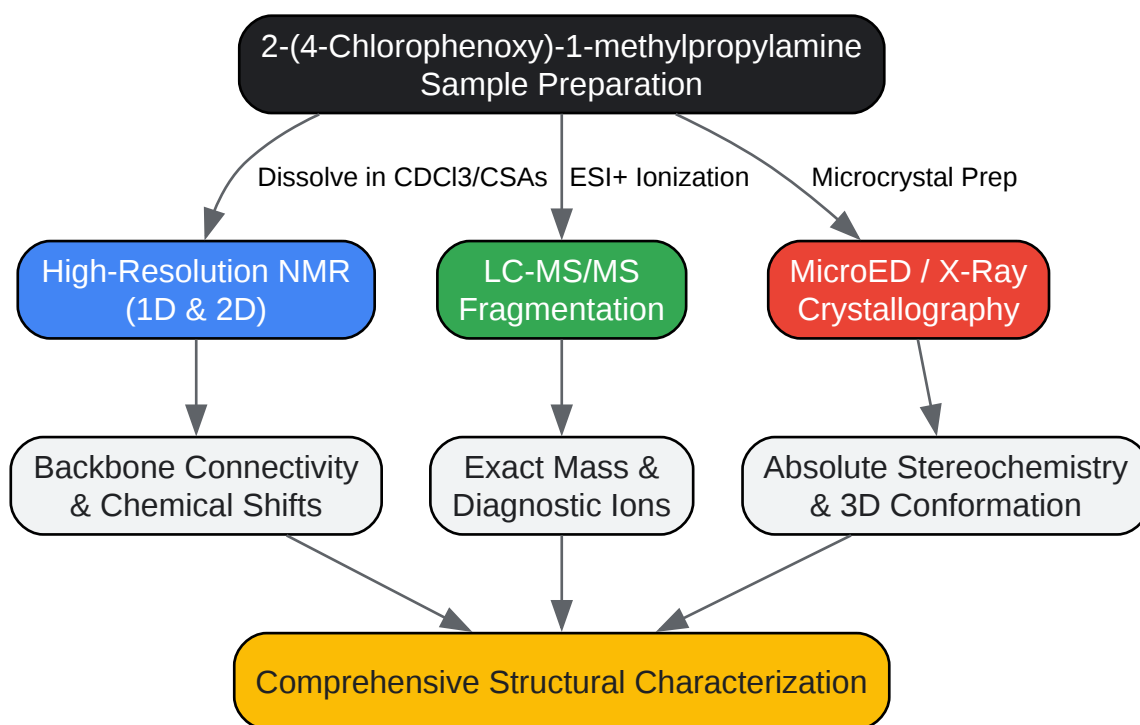 2-(4-Chlorophenoxy)-1-methylpropylamine
Sample Preparation
Dissolve in CDCl3/CSAs
ESI+ Ionization
Microcrystal Prep
High-Resolution NMR
(1D & 2D)
LC-MS/MS
Fragmentation
MicroED / X-Ray
Crystallography
Backbone Connectivity
& Chemical Shifts
Exact Mass &
Diagnostic Ions
Absolute Stereochemistry
& 3D Conformation
Comprehensive Structural Characterization